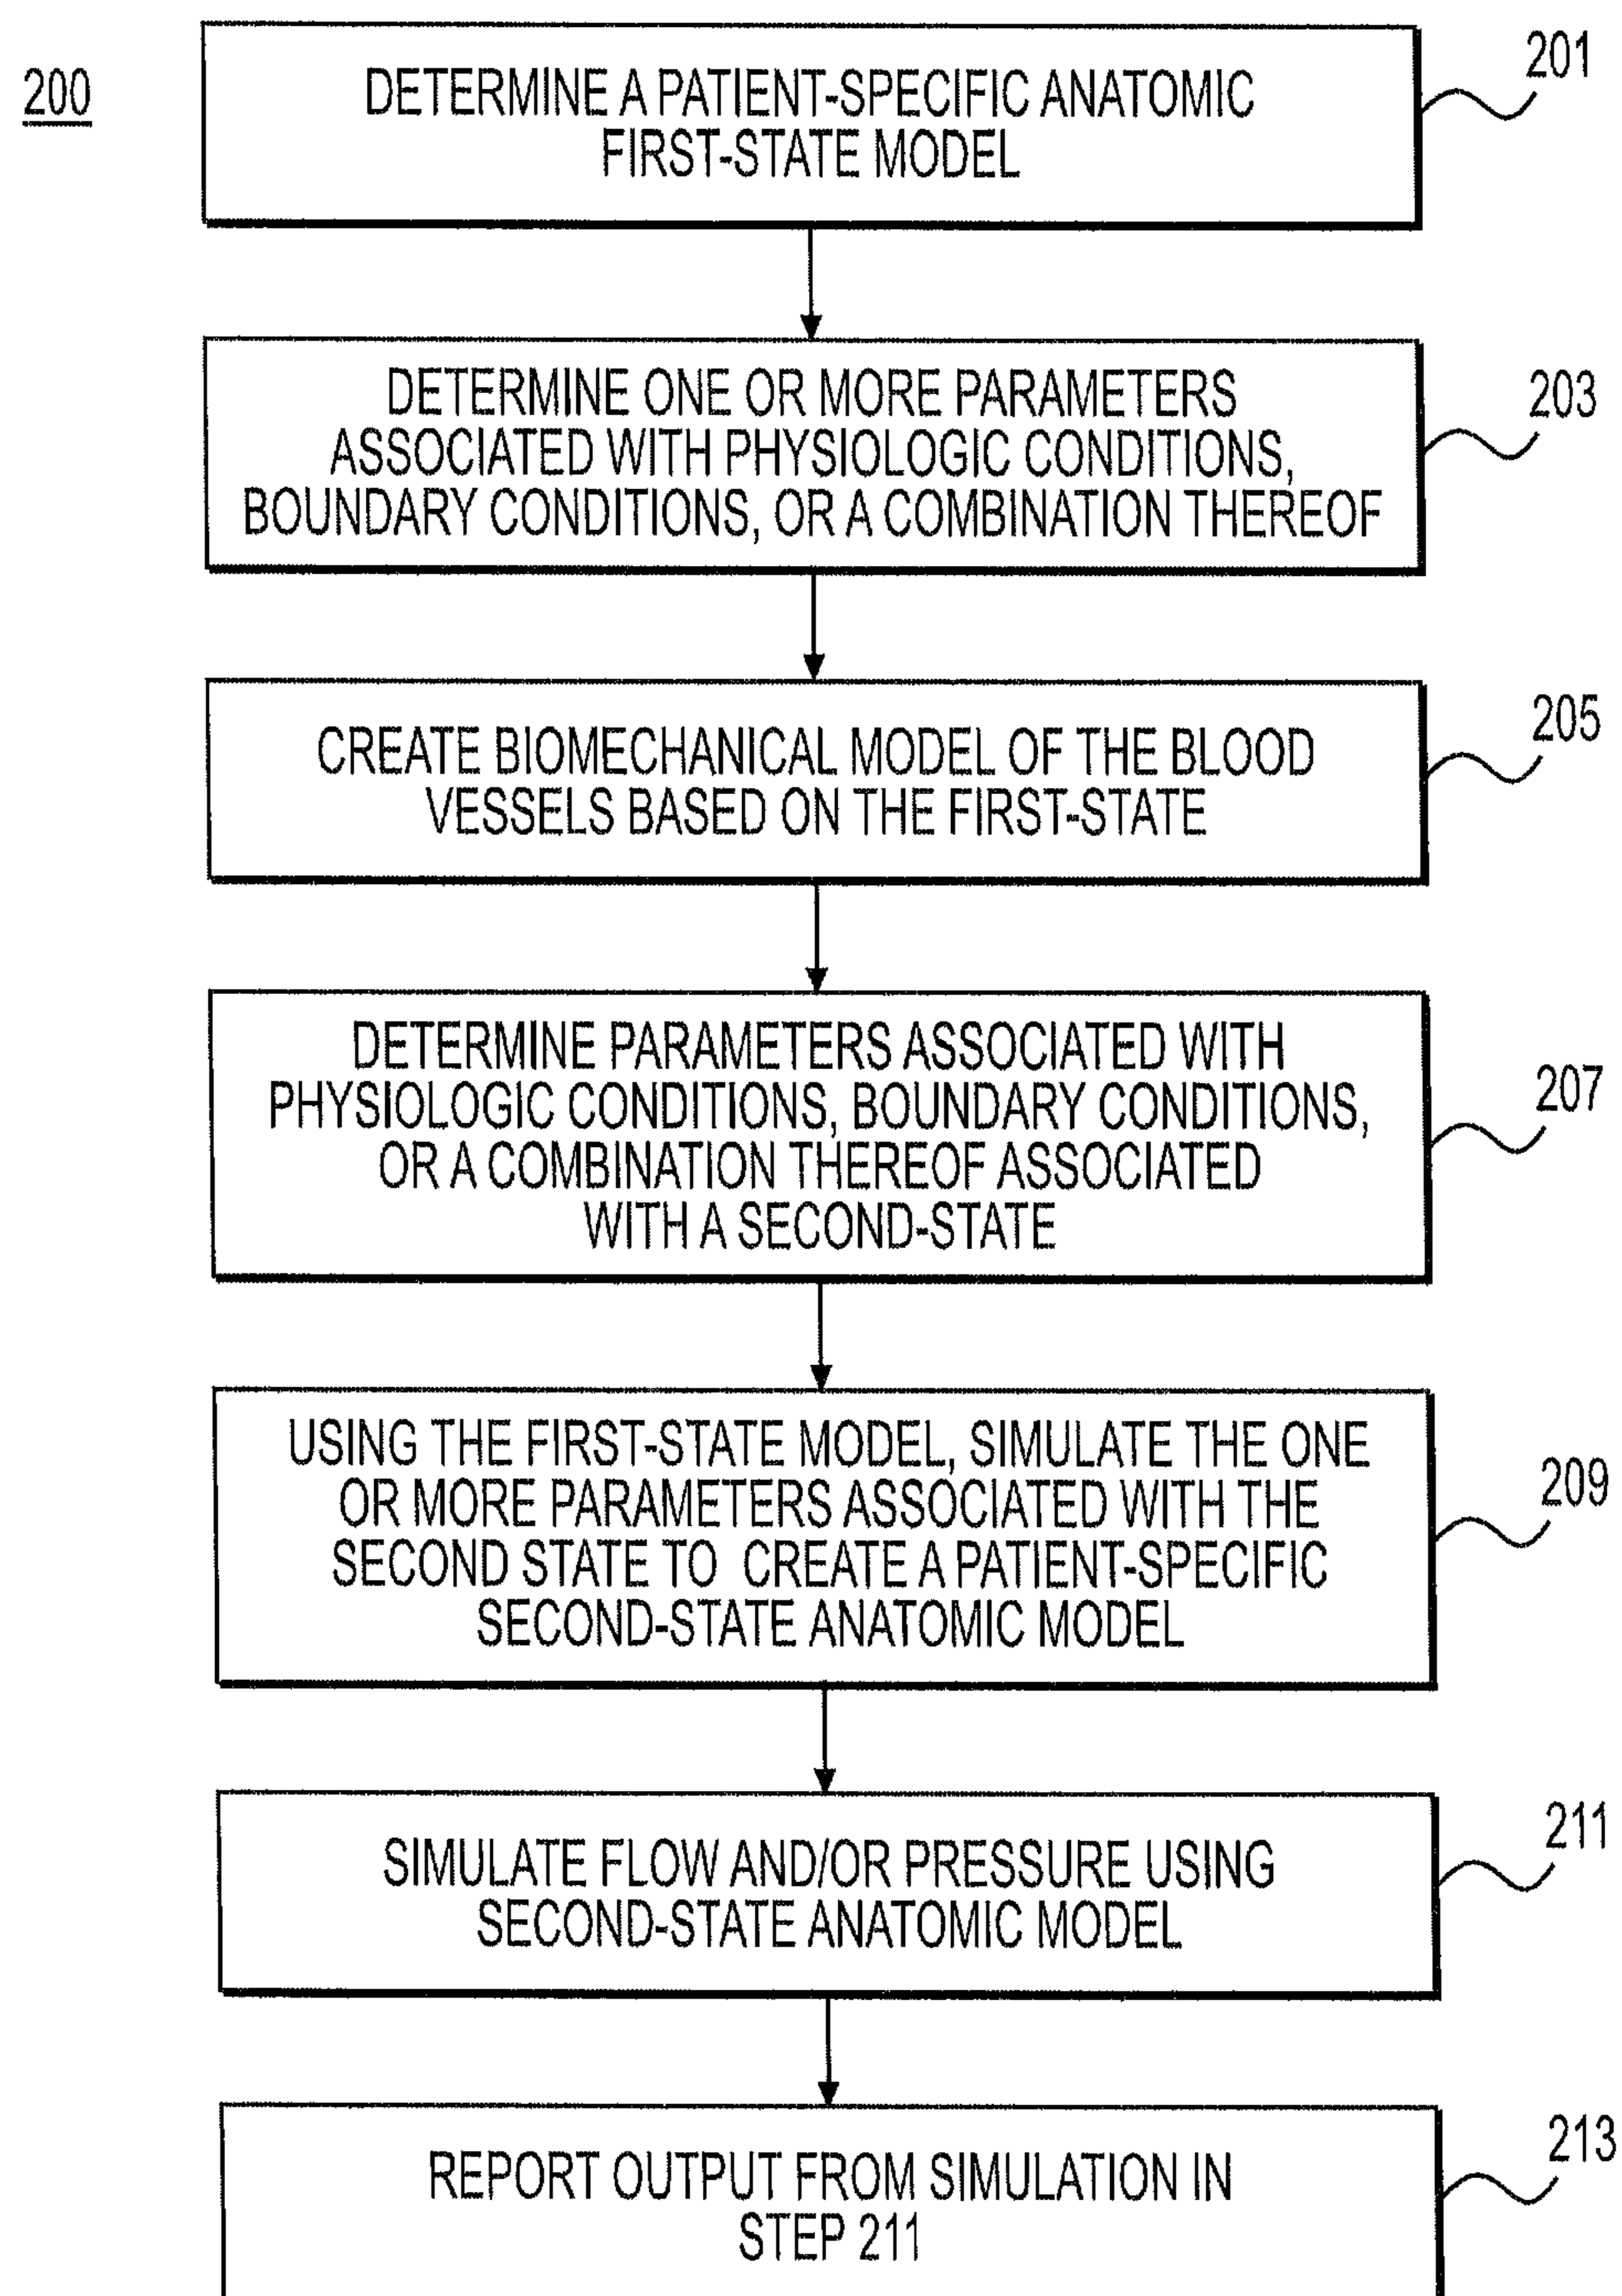 200
DETERMINE A PATIENT-SPECIFIC ANATOMIC
FIRST-STATE MODEL
201
DETERMINE ONE OR MORE PARAMETERS
ASSOCIATED WITH PHYSIOLOGIC CONDITIONS,
BOUNDARY CONDITIONS, OR A COMBINATION THEREOF
203
CREATE BIOMECHANICAL MODEL OF THE BLOOD
VESSELS BASED ON THE FIRST-STATE
205
DETERMINE PARAMETERS ASSOCIATED WITH
PHYSIOLOGIC CONDITIONS, BOUNDARY CONDITIONS,
OR A COMBINATION THEREOF ASSOCIATED
WITH A SECOND-STATE
207
USING THE FIRST-STATE MODEL, SIMULATE THE ONE
OR MORE PARAMETERS ASSOCIATED WITH THE
SECOND STATE TO CREATE A PATIENT-SPECIFIC
SECOND-STATE ANATOMIC MODEL
209
SIMULATE FLOW AND/OR PRESSURE USING
SECOND-STATE ANATOMIC MODEL
211
REPORT OUTPUT FROM SIMULATION IN
STEP 211
213